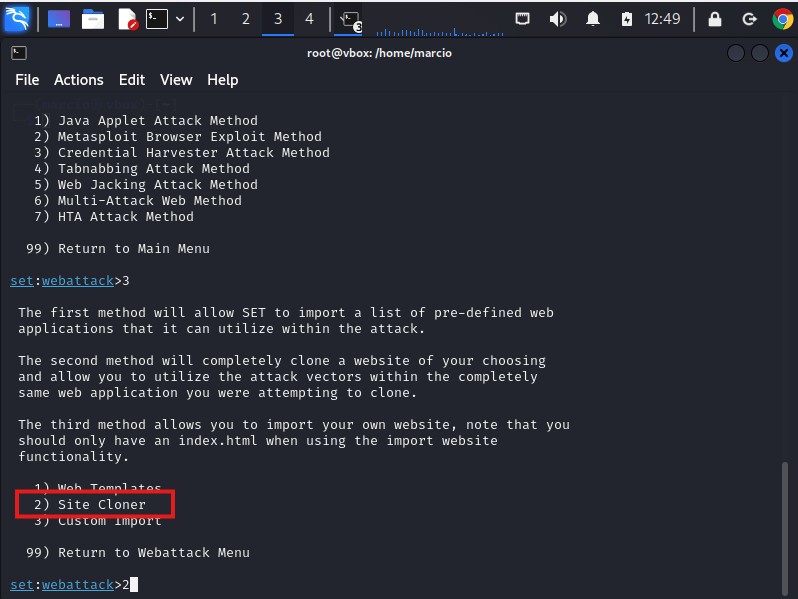 1 2 3 4 3 12:49
root@vbox: /home/marcio
File Actions Edit View Help
1) Java Applet Attack Method
2) Metasploit Browser Exploit Method
3) Credential Harvester Attack Method
4) Tabnabbing Attack Method
5) Web Jacking Attack Method
6) Multi-Attack Web Method
7) HTA Attack Method
99) Return to Main Menu
set:webattack>3
The first method will allow SET to import a list of pre-defined web
applications that it can utilize within the attack.
The second method will completely clone a website of your choosing
and allow you to utilize the attack vectors within the completely
same web application you were attempting to clone.
The third method allows you to import your own website, note that you
should only have an index.html when using the import website
functionality.
1) Web Templates
2) Site Cloner
3) Custom Import
99) Return to Webattack Menu
set:webattack>2